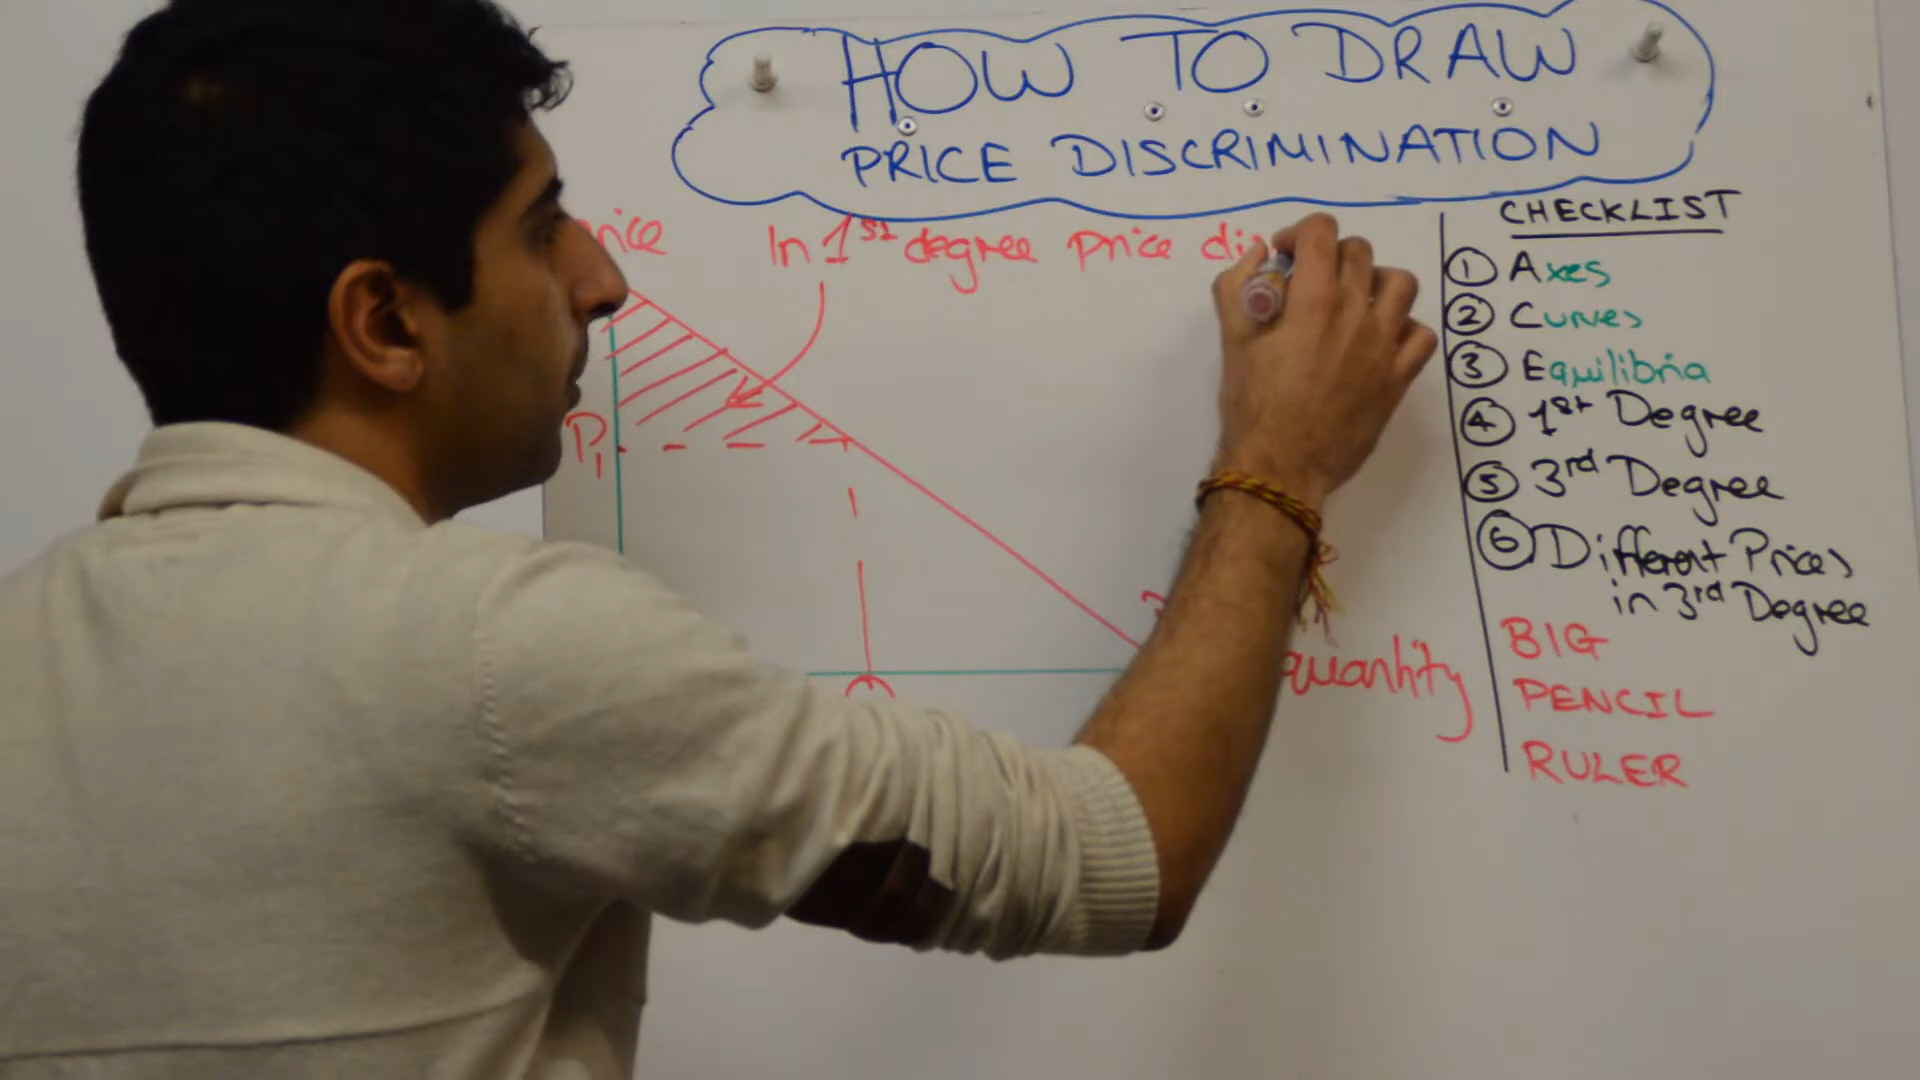 HOW TO DRAW
PRICE DISCRIMINATION
In 1st degree price
P1
quantity
CHECKLIST
1 Axes
2 Curves
3 Equilibria
4 1st Degree
5 3rd Degree
6 Different Prices
in 3rd Degree
BIG
PENCIL
RULER